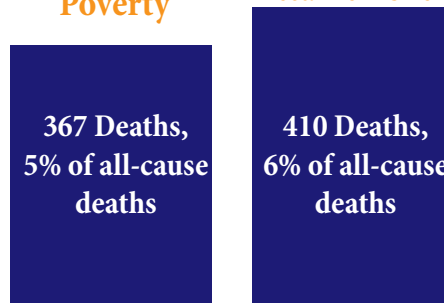 Poverty
367 Deaths,
5% of all-cause
deaths
410 Deaths,
6% of all-cause
deaths